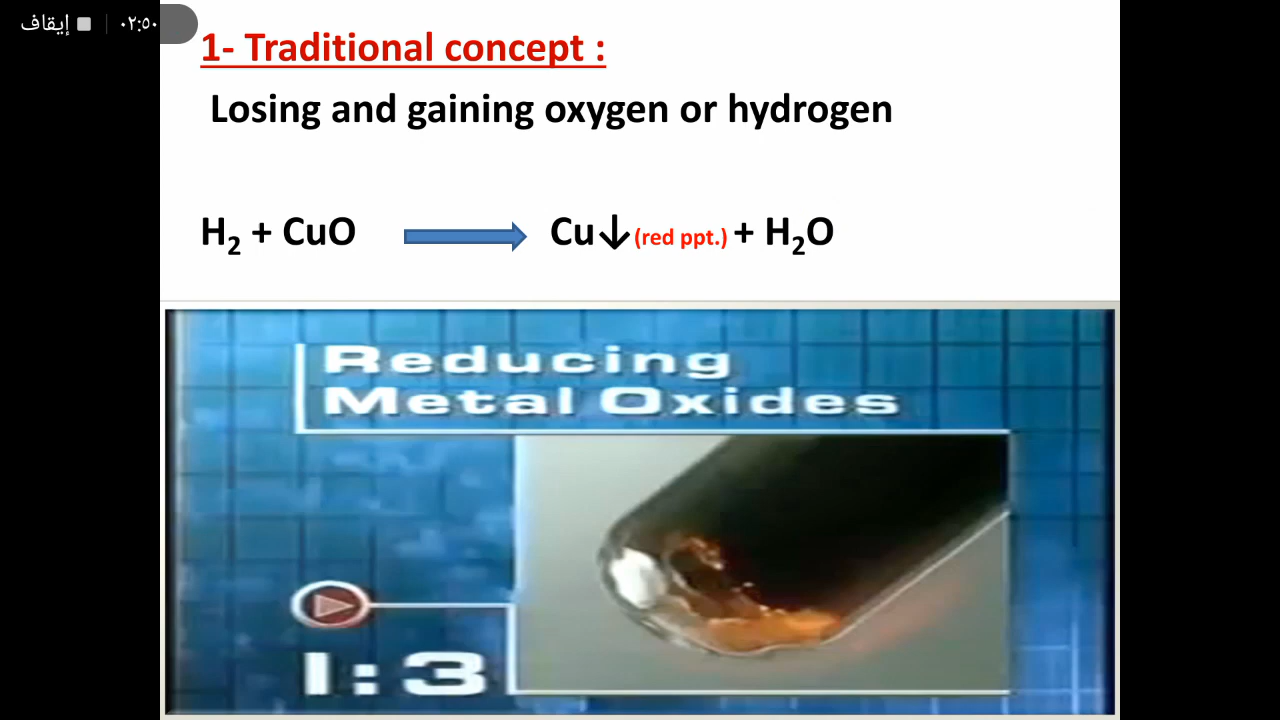 ٠٢:٥٠ إيقاف
1- Traditional concept :
Losing and gaining oxygen or hydrogen
H₂ + CuO Cu↓(red ppt.) + H₂O
Reducing
Metal Oxides
1:3